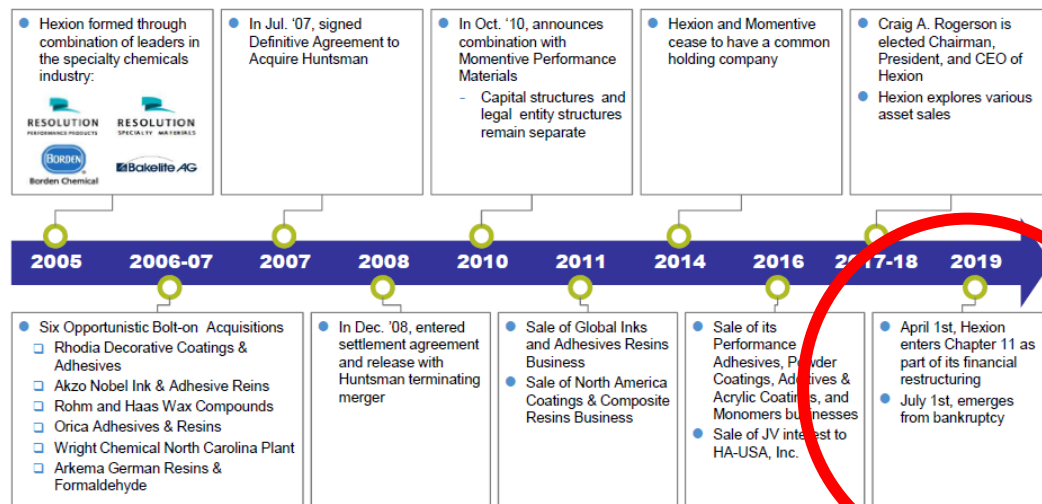 Hexion formed through
combination of leaders in
the specialty chemicals
industry:
RESOLUTION
PERFORMANCE PRODUCTS
RESOLUTION
SPECIALTY MATERIALS
BORDEN
Borden Chemical
Bakelite AG
In Jul. ‘07, signed
Definitive Agreement to
Acquire Huntsman
In Oct. ‘10, announces
combination with
Momentive Performance
Materials
- Capital structures and
legal entity structures
remain separate
Hexion and Momentive
cease to have a common
holding company
Craig A. Rogerson is
elected Chairman,
President, and CEO of
Hexion
Hexion explores various
asset sales
2005 2006-07 2007 2008 2010 2011 2014 2016 2017-18 2019
Six Opportunistic Bolt-on Acquisitions
Rhodia Decorative Coatings &
Adhesives
Akzo Nobel Ink & Adhesive Reins
Rohm and Haas Wax Compounds
Orica Adhesives & Resins
Wright Chemical North Carolina Plant
Arkema German Resins &
Formaldehyde
In Dec. ’08, entered
settlement agreement
and release with
Huntsman terminating
merger
Sale of Global Inks
and Adhesives Resins
Business
Sale of North America
Coatings & Composite
Resins Business
Sale of its
Performance
Adhesives, Powder
Coatings, Additives &
Acrylic Coatings, and
Monomers businesses
Sale of JV interest to
HA-USA, Inc.
April 1st, Hexion
enters Chapter 11 as
part of its financial
restructuring
July 1st, emerges
from bankruptcy